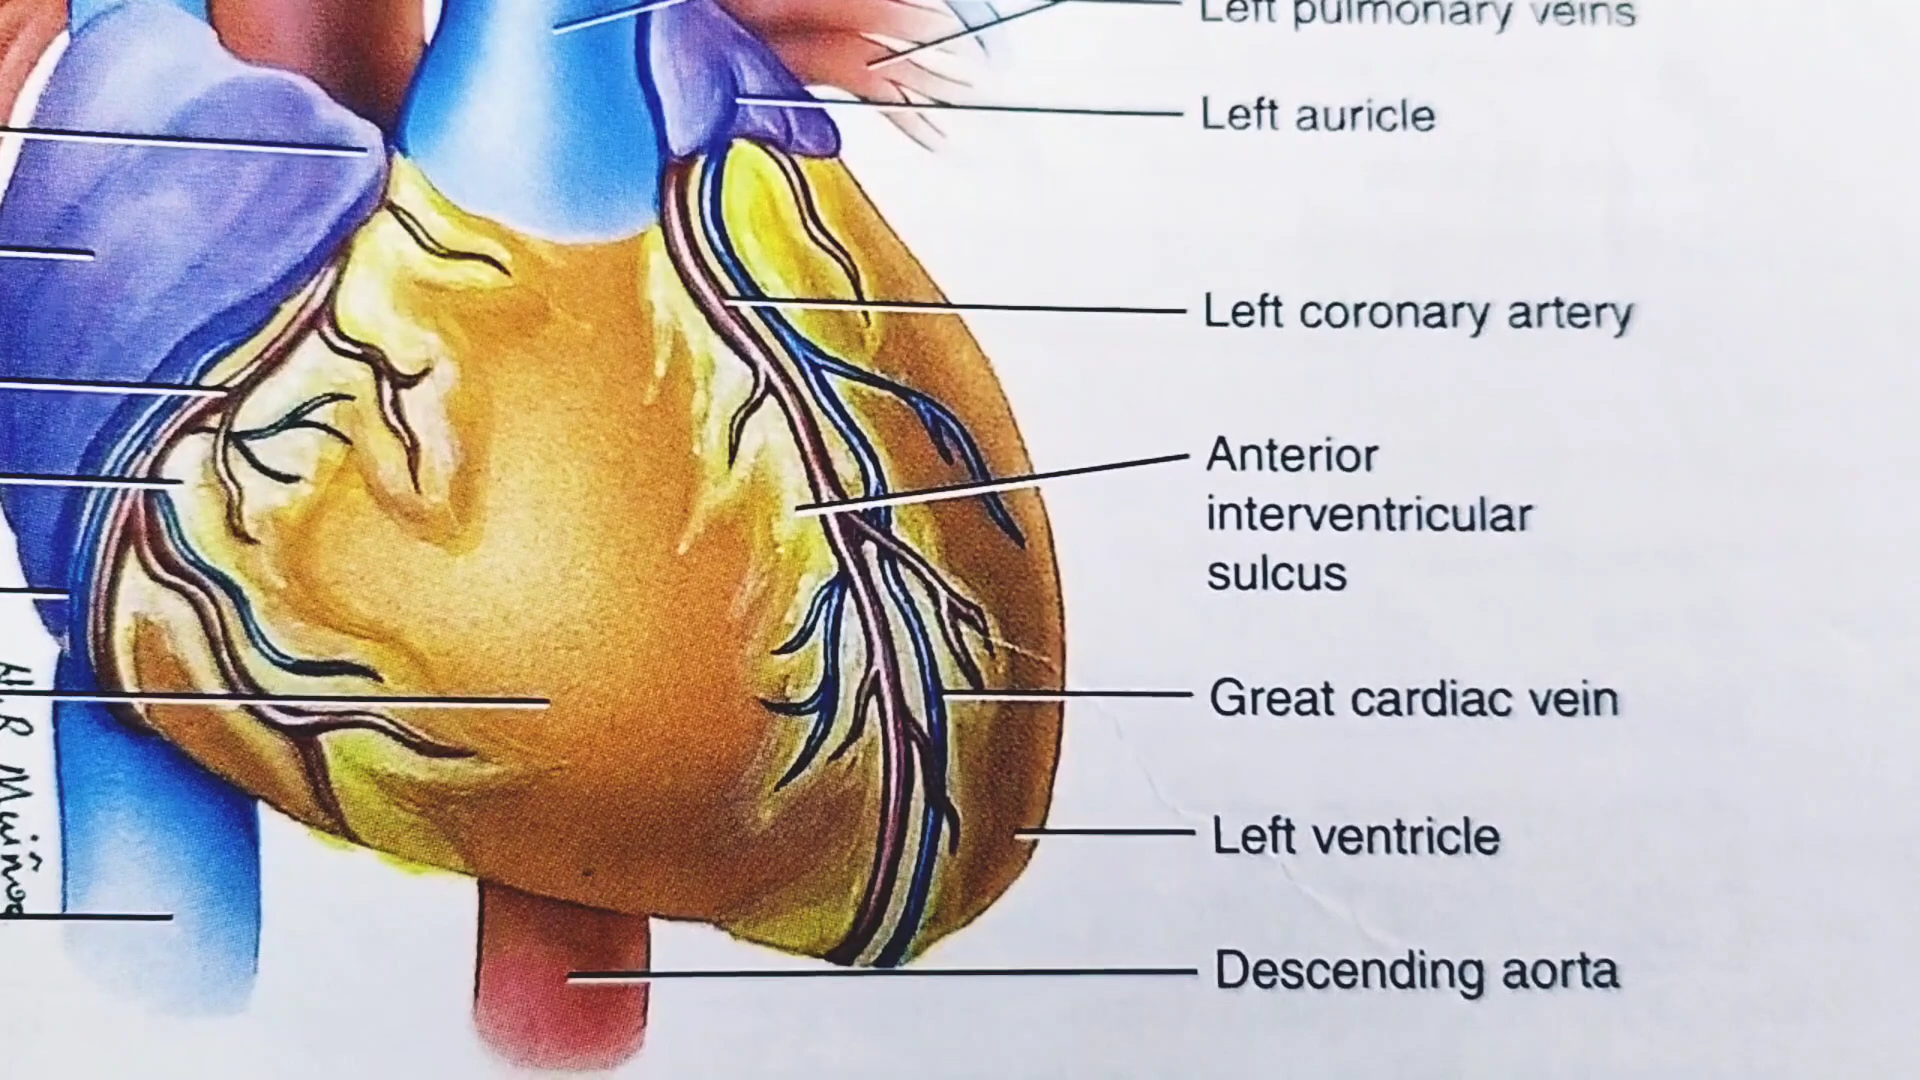 Left pulmonary veins
Left auricle
Left coronary artery
Anterior
interventricular
sulcus
Great cardiac vein
Left ventricle
Descending aorta